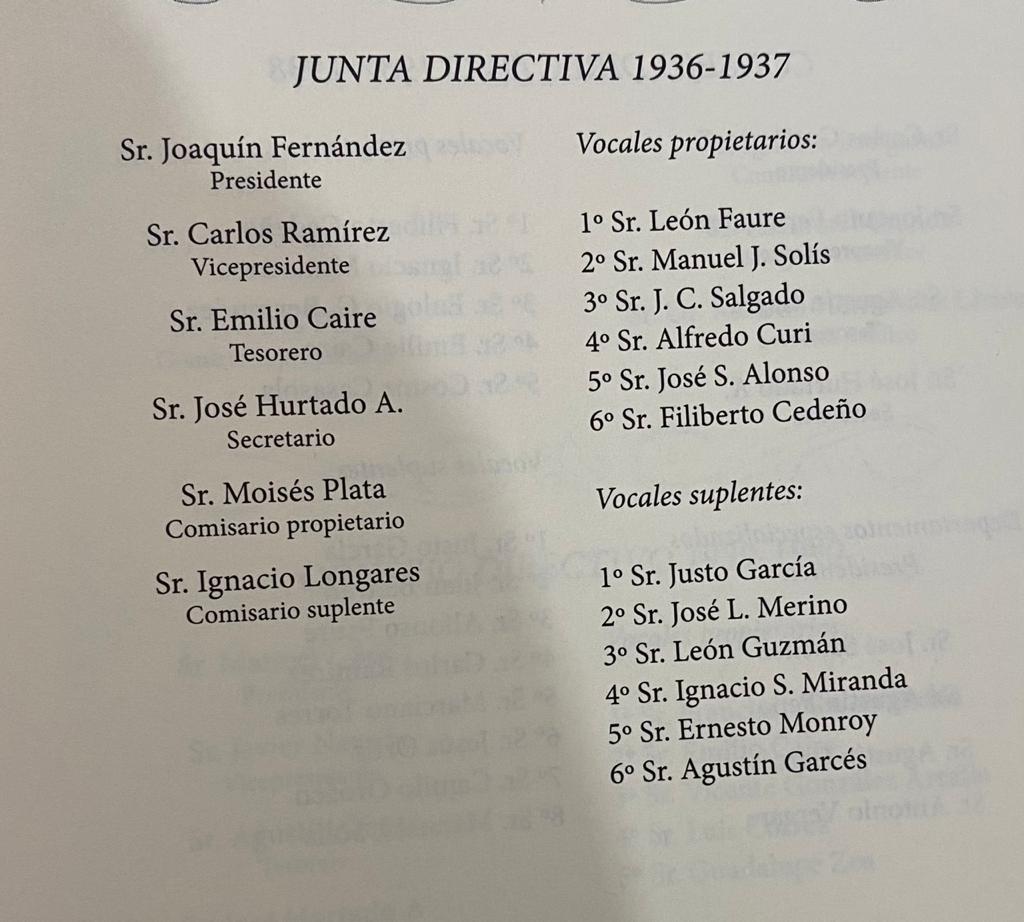 JUNTA DIRECTIVA 1936-1937
Sr. Joaquín Fernández
Presidente
Sr. Carlos Ramírez
Vicepresidente
Sr. Emilio Caire
Tesorero
Sr. José Hurtado A.
Secretario
Sr. Moisés Plata
Comisario propietario
Sr. Ignacio Longares
Comisario suplente
Vocales propietarios:
1º Sr. León Faure
2º Sr. Manuel J. Solís
3º Sr. J. C. Salgado
4º Sr. Alfredo Curi
5º Sr. José S. Alonso
6º Sr. Filiberto Cedeño
Vocales suplentes:
1º Sr. Justo García
2º Sr. José L. Merino
3º Sr. León Guzmán
4º Sr. Ignacio S. Miranda
5º Sr. Ernesto Monroy
6º Sr. Agustín Garcés